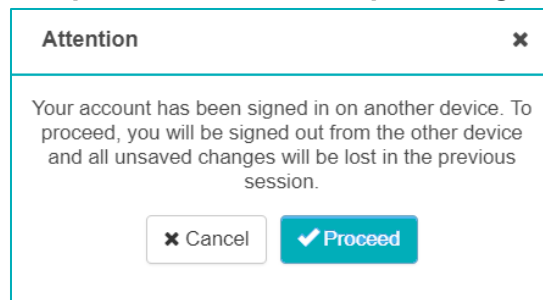 Attention
Your account has been signed in on another device. To
proceed, you will be signed out from the other device
and all unsaved changes will be lost in the previous
session.
Cancel Proceed